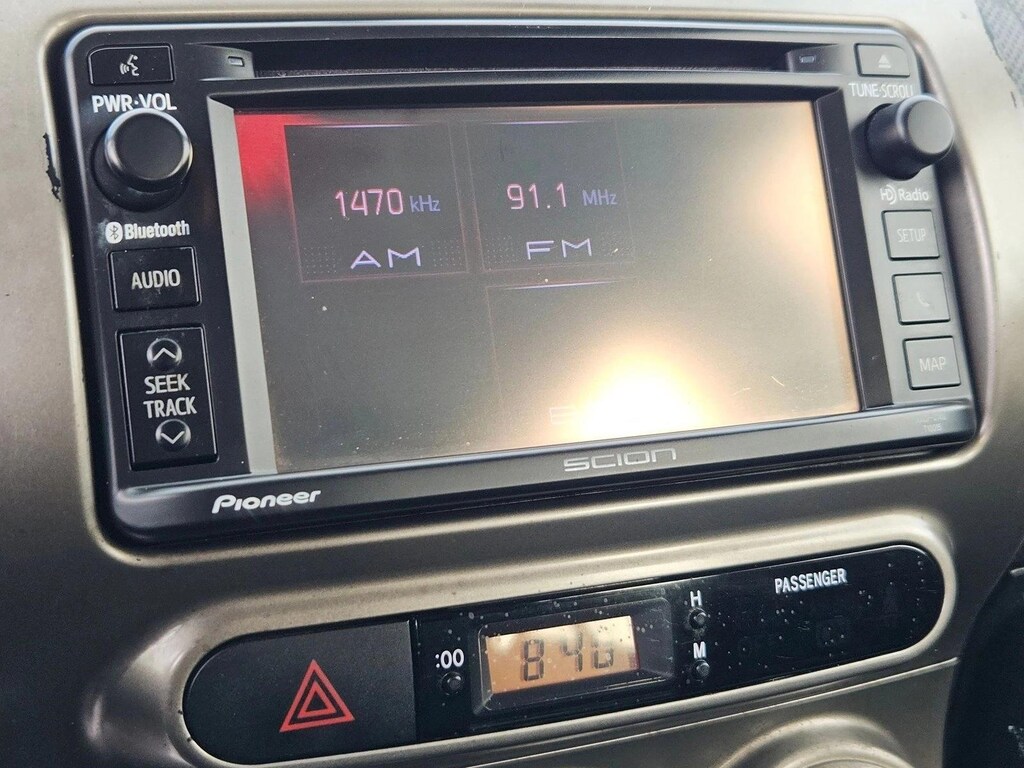 PWR·VOL
TUNE·SCROLL
Bluetooth
HD Radio
AUDIO
SETUP
1470 kHz
AM
91.1 MHz
FM
SEEK
TRACK
MAP
SCION
Pioneer
PASSENGER
H
:00
M